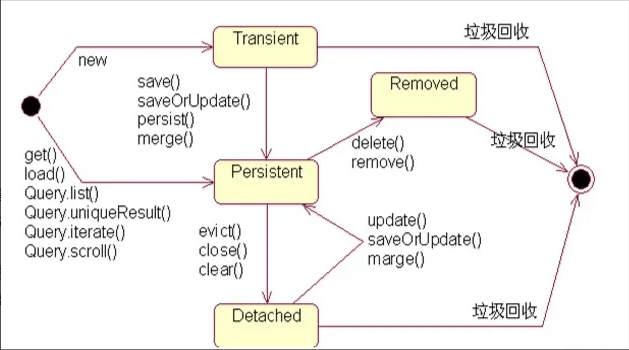 垃圾回收
Transient
new
save()
saveOrUpdate()
persist()
merge()
Removed
delete()
remove()
垃圾回收
get()
load()
Query.list()
Query.uniqueResult()
Query.iterate()
Query.scroll()
Persistent
evict()
close()
clear()
update()
saveOrUpdate()
marge()
Detached
垃圾回收